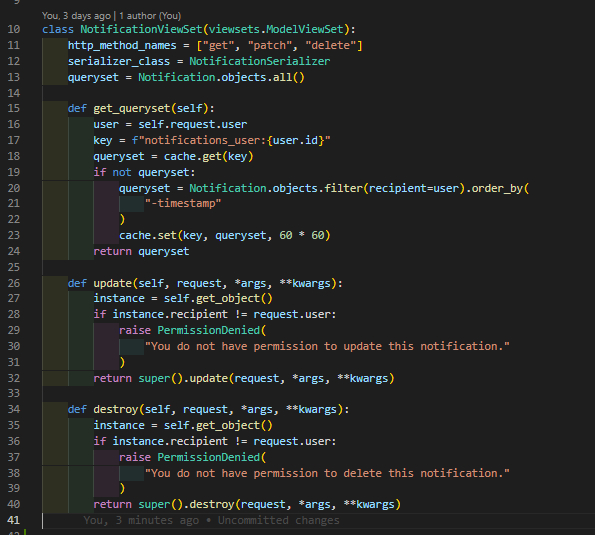 9
You, 3 days ago | 1 author (You)
10 class NotificationViewSet(viewsets.ModelViewSet):
11     http_method_names = ["get", "patch", "delete"]
12     serializer_class = NotificationSerializer
13     queryset = Notification.objects.all()
14
15     def get_queryset(self):
16         user = self.request.user
17         key = f"notifications_user:{user.id}"
18         queryset = cache.get(key)
19         if not queryset:
20             queryset = Notification.objects.filter(recipient=user).order_by(
21                 "-timestamp"
22             )
23             cache.set(key, queryset, 60 * 60)
24         return queryset
25
26     def update(self, request, *args, **kwargs):
27         instance = self.get_object()
28         if instance.recipient != request.user:
29             raise PermissionDenied(
30                 "You do not have permission to update this notification."
31             )
32         return super().update(request, *args, **kwargs)
33
34     def destroy(self, request, *args, **kwargs):
35         instance = self.get_object()
36         if instance.recipient != request.user:
37             raise PermissionDenied(
38                 "You do not have permission to delete this notification."
39             )
40         return super().destroy(request, *args, **kwargs)
41     You, 3 minutes ago • Uncommitted changes